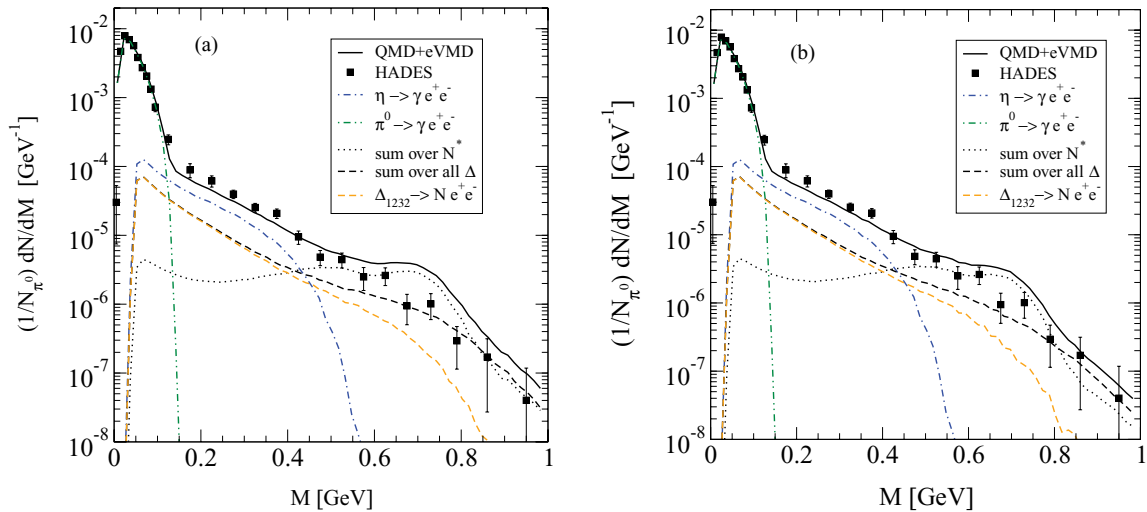 (a)
QMD+eVMD
HADES
η −> γ e⁺e⁻
π⁰ −> γ e⁺e⁻
sum over N*
sum over all Δ
Δ₁₂₃₂ −> N e⁺e⁻
(1/N_π⁰) dN/dM [GeV⁻¹]
10⁻²
10⁻³
10⁻⁴
10⁻⁵
10⁻⁶
10⁻⁷
10⁻⁸
0 0.2 0.4 0.6 0.8 1
M [GeV]
(b)
QMD+eVMD
HADES
η −> γ e⁺e⁻
π⁰ −> γ e⁺e⁻
sum over N*
sum over all Δ
Δ₁₂₃₂ −> N e⁺e⁻
(1/N_π⁰) dN/dM [GeV⁻¹]
10⁻²
10⁻³
10⁻⁴
10⁻⁵
10⁻⁶
10⁻⁷
10⁻⁸
0 0.2 0.4 0.6 0.8 1
M [GeV]